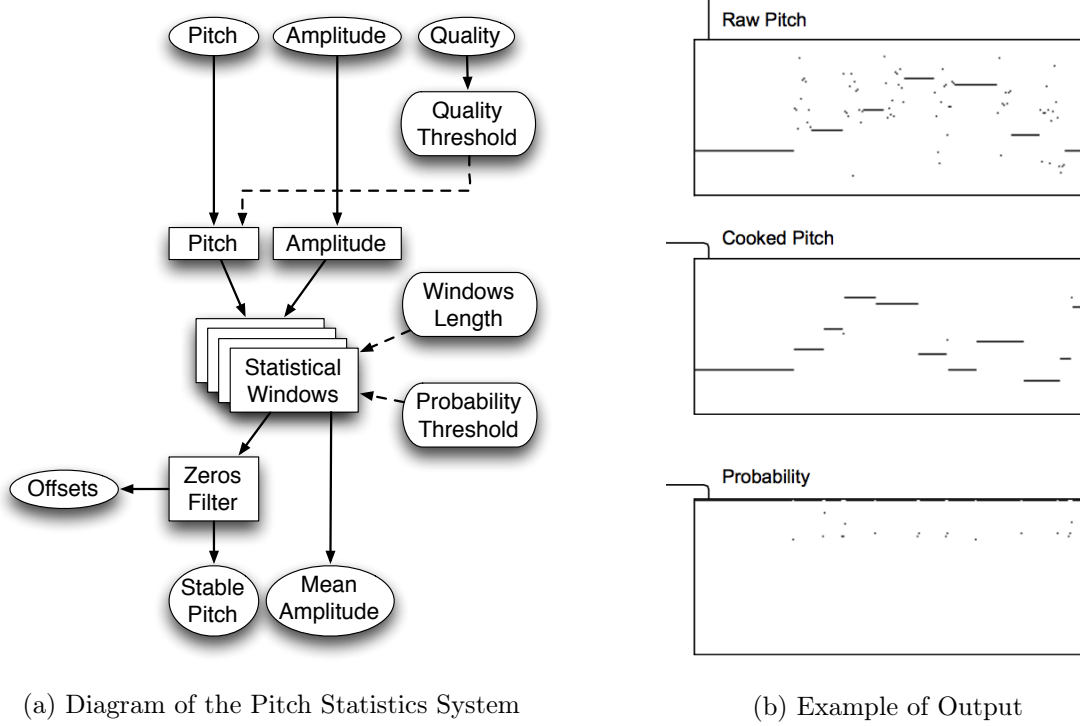 Pitch
Amplitude
Quality
Quality
Threshold
Pitch
Amplitude
Windows
Length
Statistical
Windows
Probability
Threshold
Zeros
Filter
Offsets
Stable
Pitch
Mean
Amplitude
(a) Diagram of the Pitch Statistics System
Raw Pitch
Cooked Pitch
Probability
(b) Example of Output